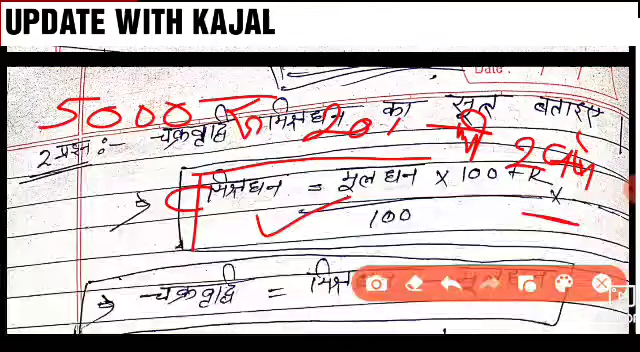 UPDATE WITH KAJAL
Date :
5000 20% 2 वर्ष
2 प्रश्न :- चक्रवृद्धि मिश्रधन का सूत्र बताइए
→ मिश्रधन = मूलधन × 100 + R
100
→ चक्रवृद्धि =